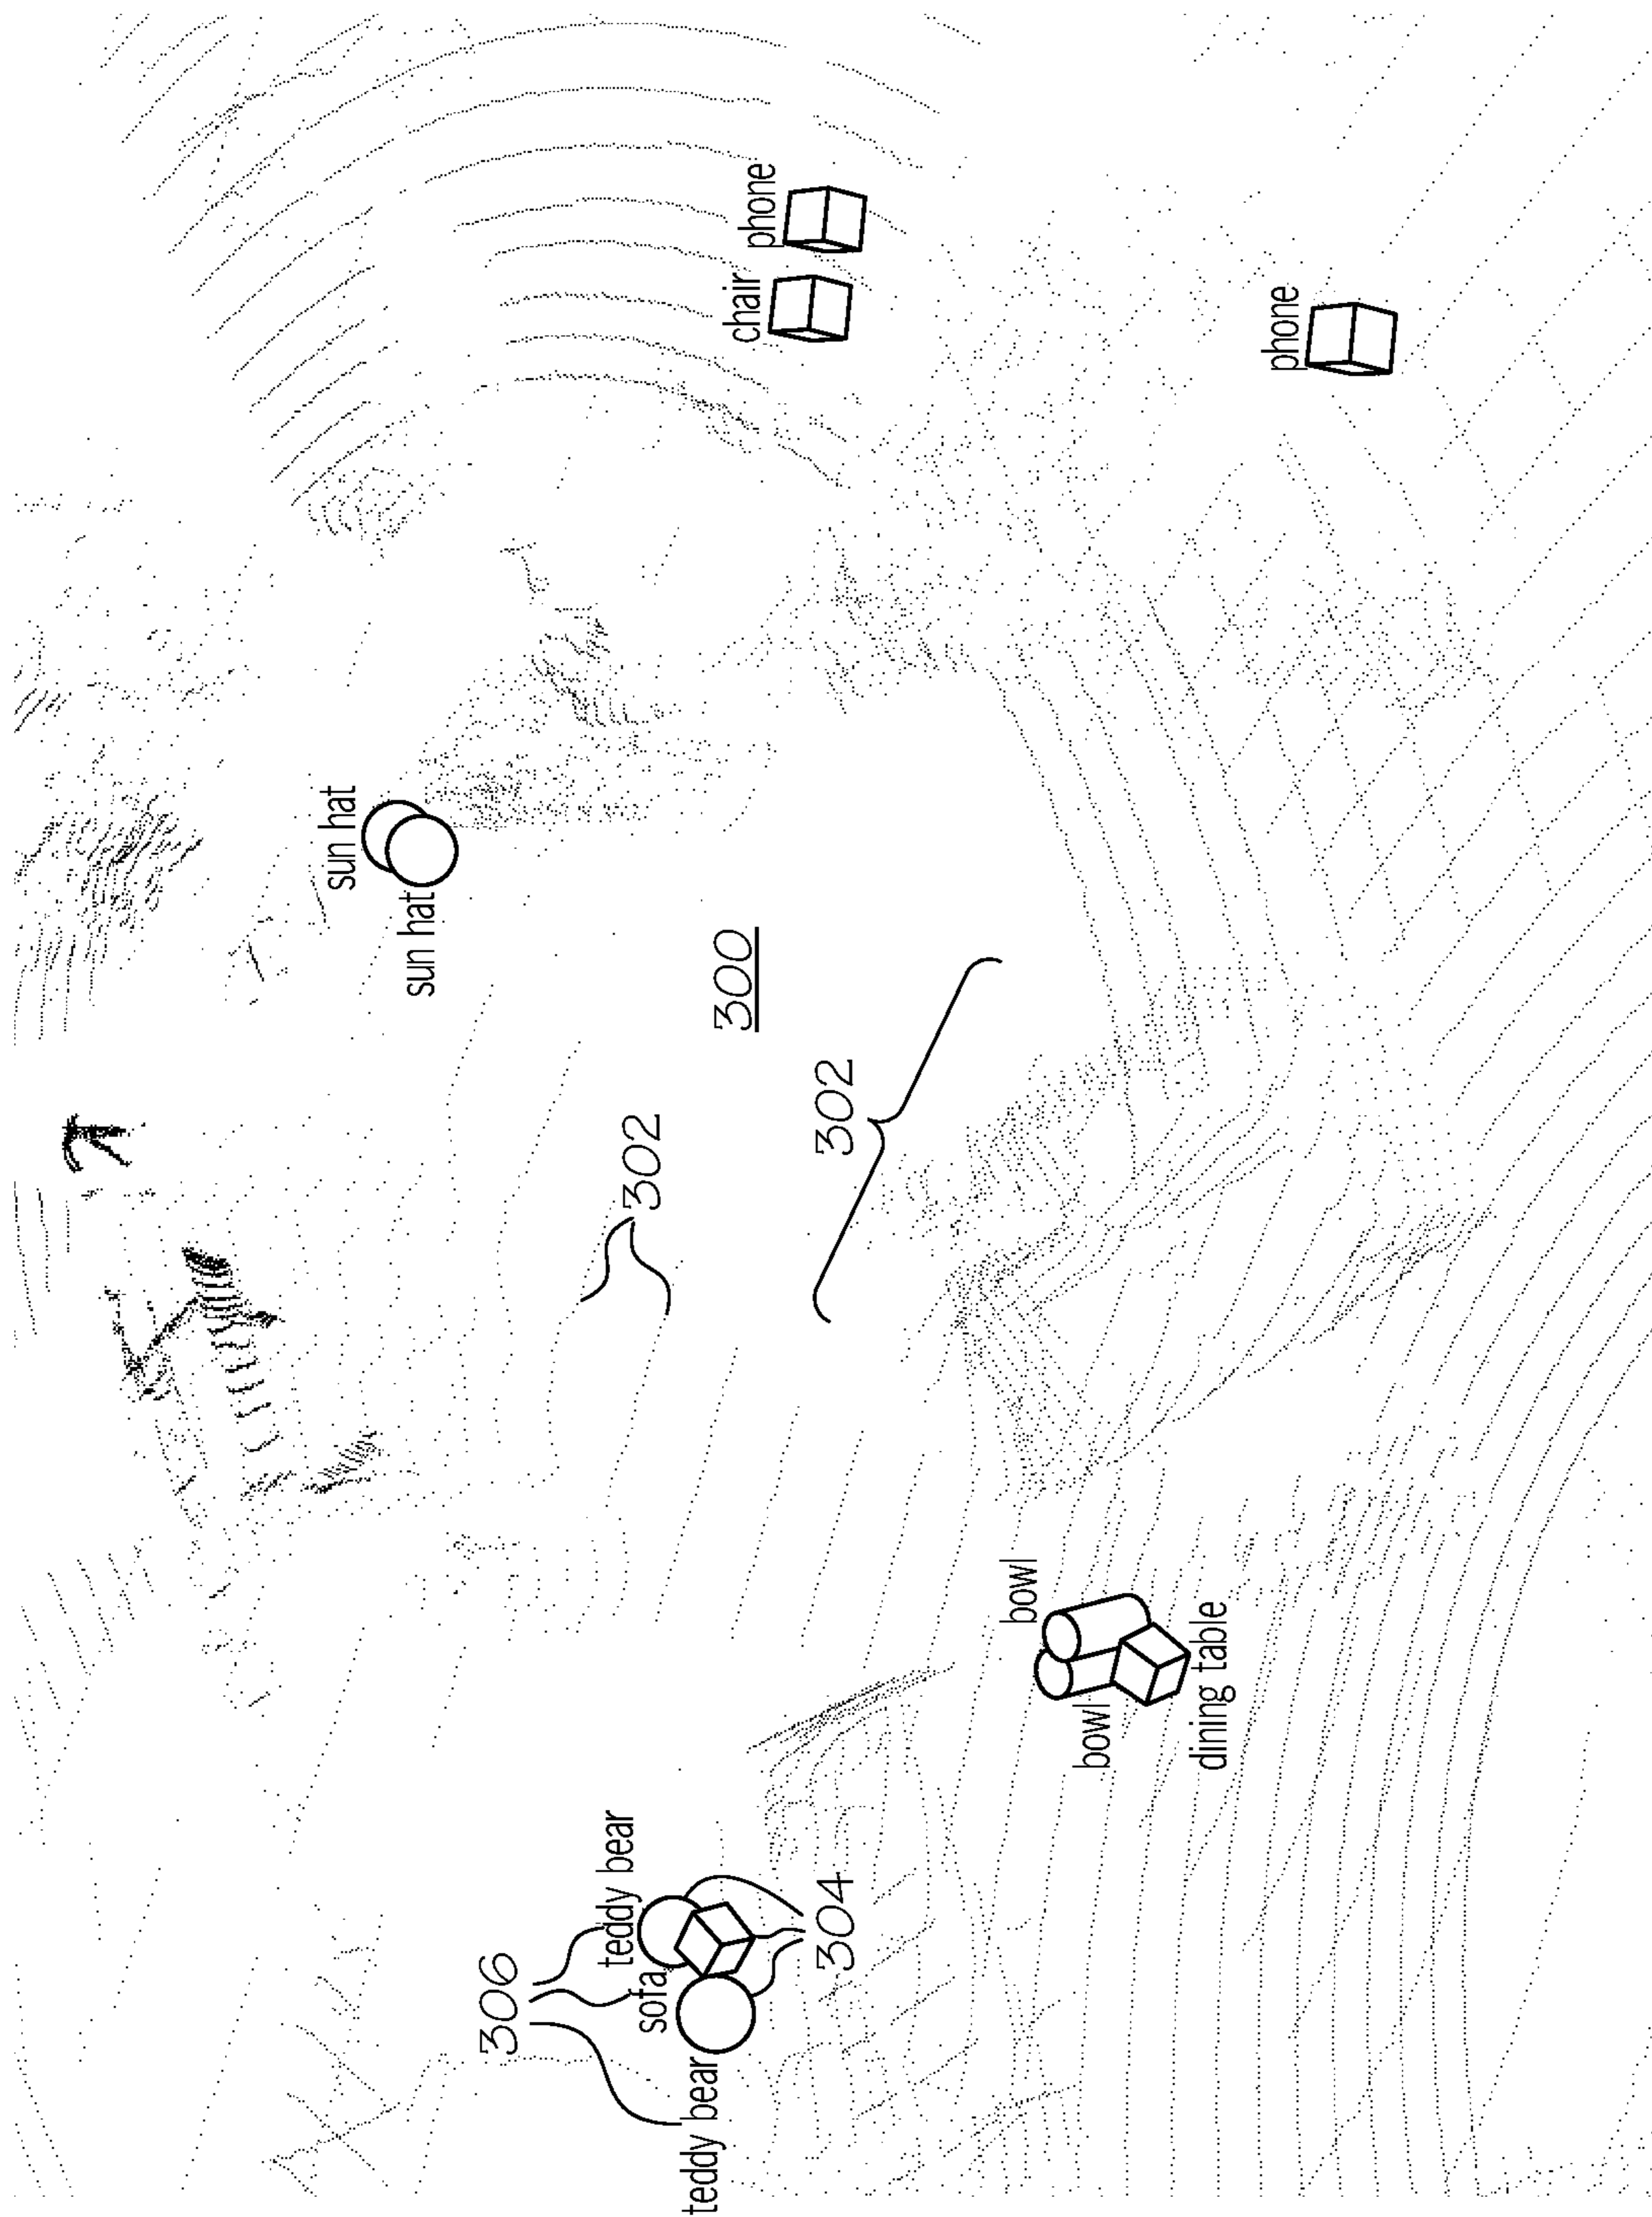 sun hat
sun hat
306
teddy bear
302
sofa
teddy bear
300
chair
phone
304
302
bowl
bowl
dining table
phone